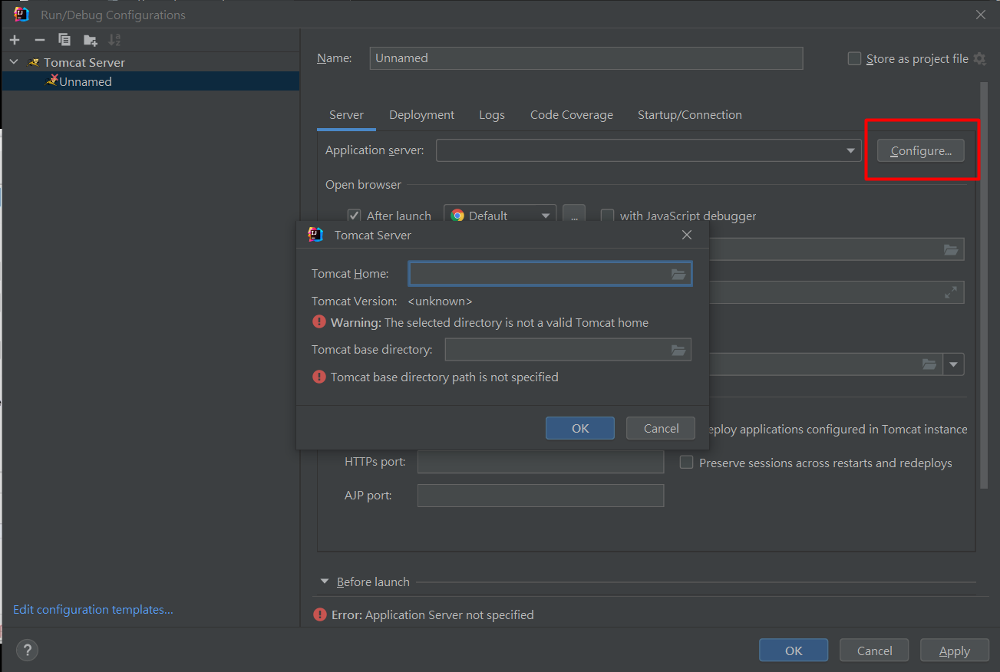 Run/Debug Configurations
Tomcat Server
Unnamed
Name: Unnamed
Store as project file
Server Deployment Logs Code Coverage Startup/Connection
Application server:
Configure...
Open browser
After launch Default ... with JavaScript debugger
Tomcat Server
Tomcat Home:
Tomcat Version: <unknown>
Warning: The selected directory is not a valid Tomcat home
Tomcat base directory:
Tomcat base directory path is not specified
OK Cancel
eploy applications configured in Tomcat instance
HTTPs port:
Preserve sessions across restarts and redeploys
AJP port:
Before launch
Edit configuration templates...
Error: Application Server not specified
? OK Cancel Apply